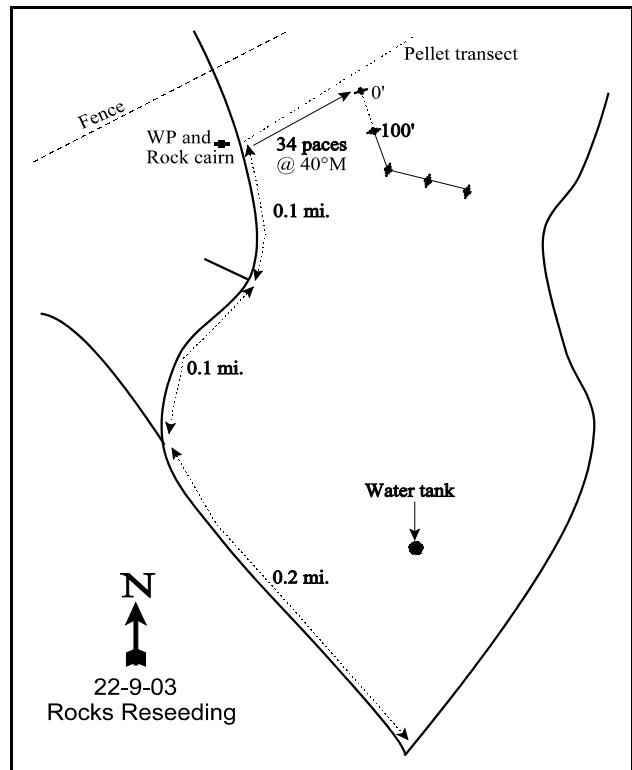 Pellet transect
Fence
0'
WP and
Rock cairn
100'
34 paces
@ 40°M
0.1 mi.
0.1 mi.
Water tank
0.2 mi.
N
22-9-03
Rocks Reseeding